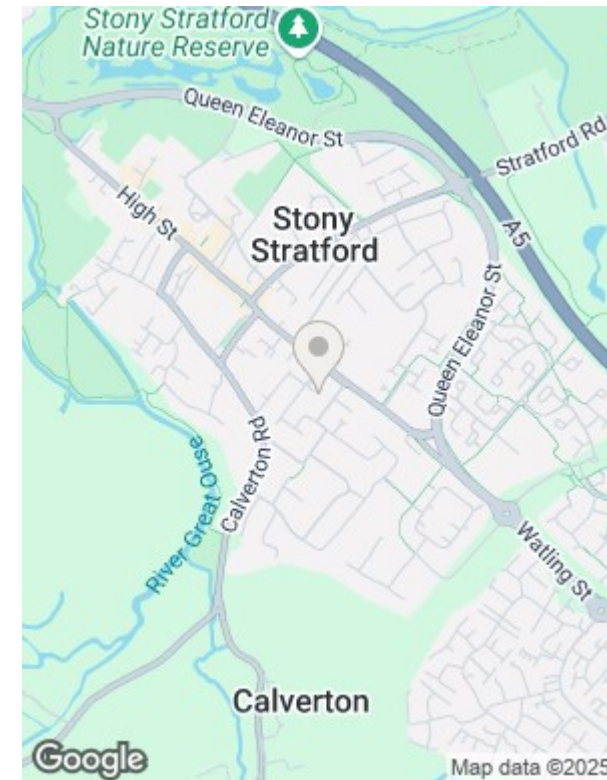 Stony Stratford
Nature Reserve
Queen Eleanor St
Stratford Rd
High St
Stony
Stratford
A5
Queen Eleanor St
Calverton Rd
River Great Ouse
Watling St
Calverton
Google
Map data ©2025